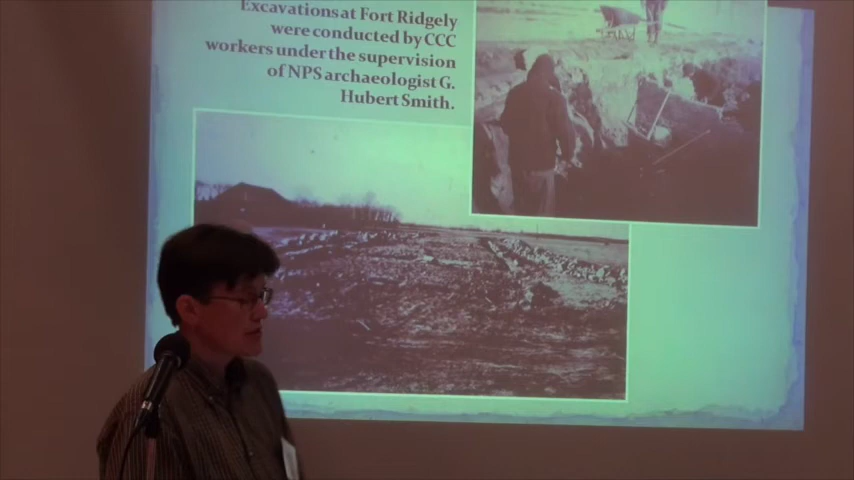 Excavations at Fort Ridgely
were conducted by CCC
workers under the supervision
of NPS archaeologist G.
Hubert Smith.